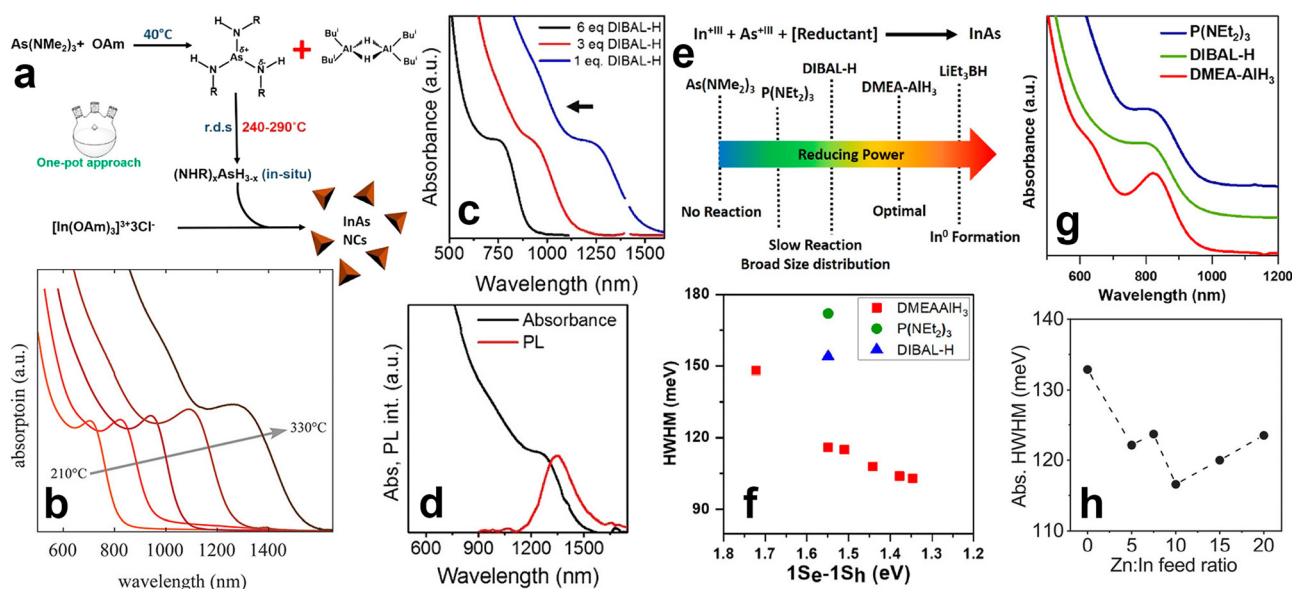 a
As(NMe₂)₃+ OAm
40°C
R
N—H
δ+
As
H
N
R
N
δ-
H
R
+
Buⁱ
Buⁱ
Al
H
H
Al
Buⁱ
Buⁱ
One-pot approach
r.d.s
240-290°C
(NHR)ₓAsH₃₋ₓ (in-situ)
[In(OAm)₃]³⁺3Cl⁻
InAs
NCs
b
absorptoin (a.u.)
210°C
330°C
600 800 1000 1200 1400
wavelength (nm)
c
Absorbance (a.u.)
6 eq DIBAL-H
3 eq DIBAL-H
1 eq. DIBAL-H
500 750 1000 1250 1500
Wavelength (nm)
d
Abs, PL int. (a.u.)
Absorbance
PL
600 900 1200 1500
Wavelength (nm)
e
In⁺ᴵᴵᴵ + As⁺ᴵᴵᴵ + [Reductant]
InAs
As(NMe₂)₃
P(NEt₂)₃
DIBAL-H
DMEA-AlH₃
LiEt₃BH
Reducing Power
No Reaction
Slow Reaction
Broad Size distribution
Optimal
In⁰ Formation
f
HWHM (meV)
180
150
120
90
DMEAAlH₃
P(NEt₂)₃
DIBAL-H
1.8 1.7 1.6 1.5 1.4 1.3 1.2
1Se-1Sh (eV)
g
Absorbance (a.u.)
P(NEt₂)₃
DIBAL-H
DMEA-AlH₃
600 800 1000 1200
Wavelength (nm)
h
Abs. HWHM (meV)
140
130
120
110
0 5 10 15 20
Zn:In feed ratio